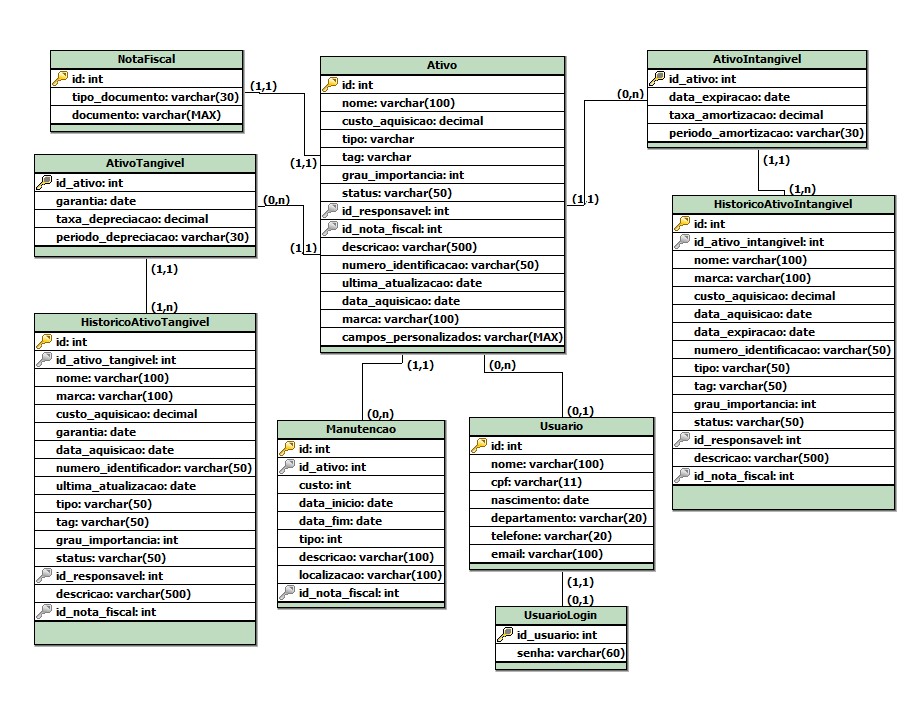 NotaFiscal
id: int
tipo_documento: varchar(30)
documento: varchar(MAX)
(1,1)
(1,1)
AtivoTangivel
id_ativo: int
garantia: date
taxa_depreciacao: decimal
periodo_depreciacao: varchar(30)
(0,n)
(1,1)
(1,1)
(1,n)
HistoricoAtivoTangivel
id: int
id_ativo_tangivel: int
nome: varchar(100)
marca: varchar(100)
custo_aquisicao: decimal
garantia: date
data_aquisicao: date
numero_identificador: varchar(50)
ultima_atualizacao: date
tipo: varchar(50)
tag: varchar(50)
grau_importancia: int
status: varchar(50)
id_responsavel: int
descricao: varchar(500)
id_nota_fiscal: int
Ativo
id: int
nome: varchar(100)
custo_aquisicao: decimal
tipo: varchar
tag: varchar
grau_importancia: int
status: varchar(50)
id_responsavel: int
id_nota_fiscal: int
descricao: varchar(500)
numero_identificacao: varchar(50)
ultima_atualizacao: date
data_aquisicao: date
marca: varchar(100)
campos_personalizados: varchar(MAX)
(1,1)
(0,n)
(0,n)
(0,1)
Manutencao
id: int
id_ativo: int
custo: int
data_inicio: date
data_fim: date
tipo: int
descricao: varchar(100)
localizacao: varchar(100)
id_nota_fiscal: int
Usuario
id: int
nome: varchar(100)
cpf: varchar(11)
nascimento: date
departamento: varchar(20)
telefone: varchar(20)
email: varchar(100)
(1,1)
(0,1)
UsuarioLogin
id_usuario: int
senha: varchar(60)
(0,n)
(1,1)
AtivoIntangivel
id_ativo: int
data_expiracao: date
taxa_amortizacao: decimal
periodo_amortizacao: varchar(30)
(1,1)
(1,n)
HistoricoAtivoIntangivel
id: int
id_ativo_intangivel: int
nome: varchar(100)
marca: varchar(100)
custo_aquisicao: decimal
data_aquisicao: date
data_expiracao: date
numero_identificacao: varchar(50)
tipo: varchar(50)
tag: varchar(50)
grau_importancia: int
status: varchar(50)
id_responsavel: int
descricao: varchar(500)
id_nota_fiscal: int